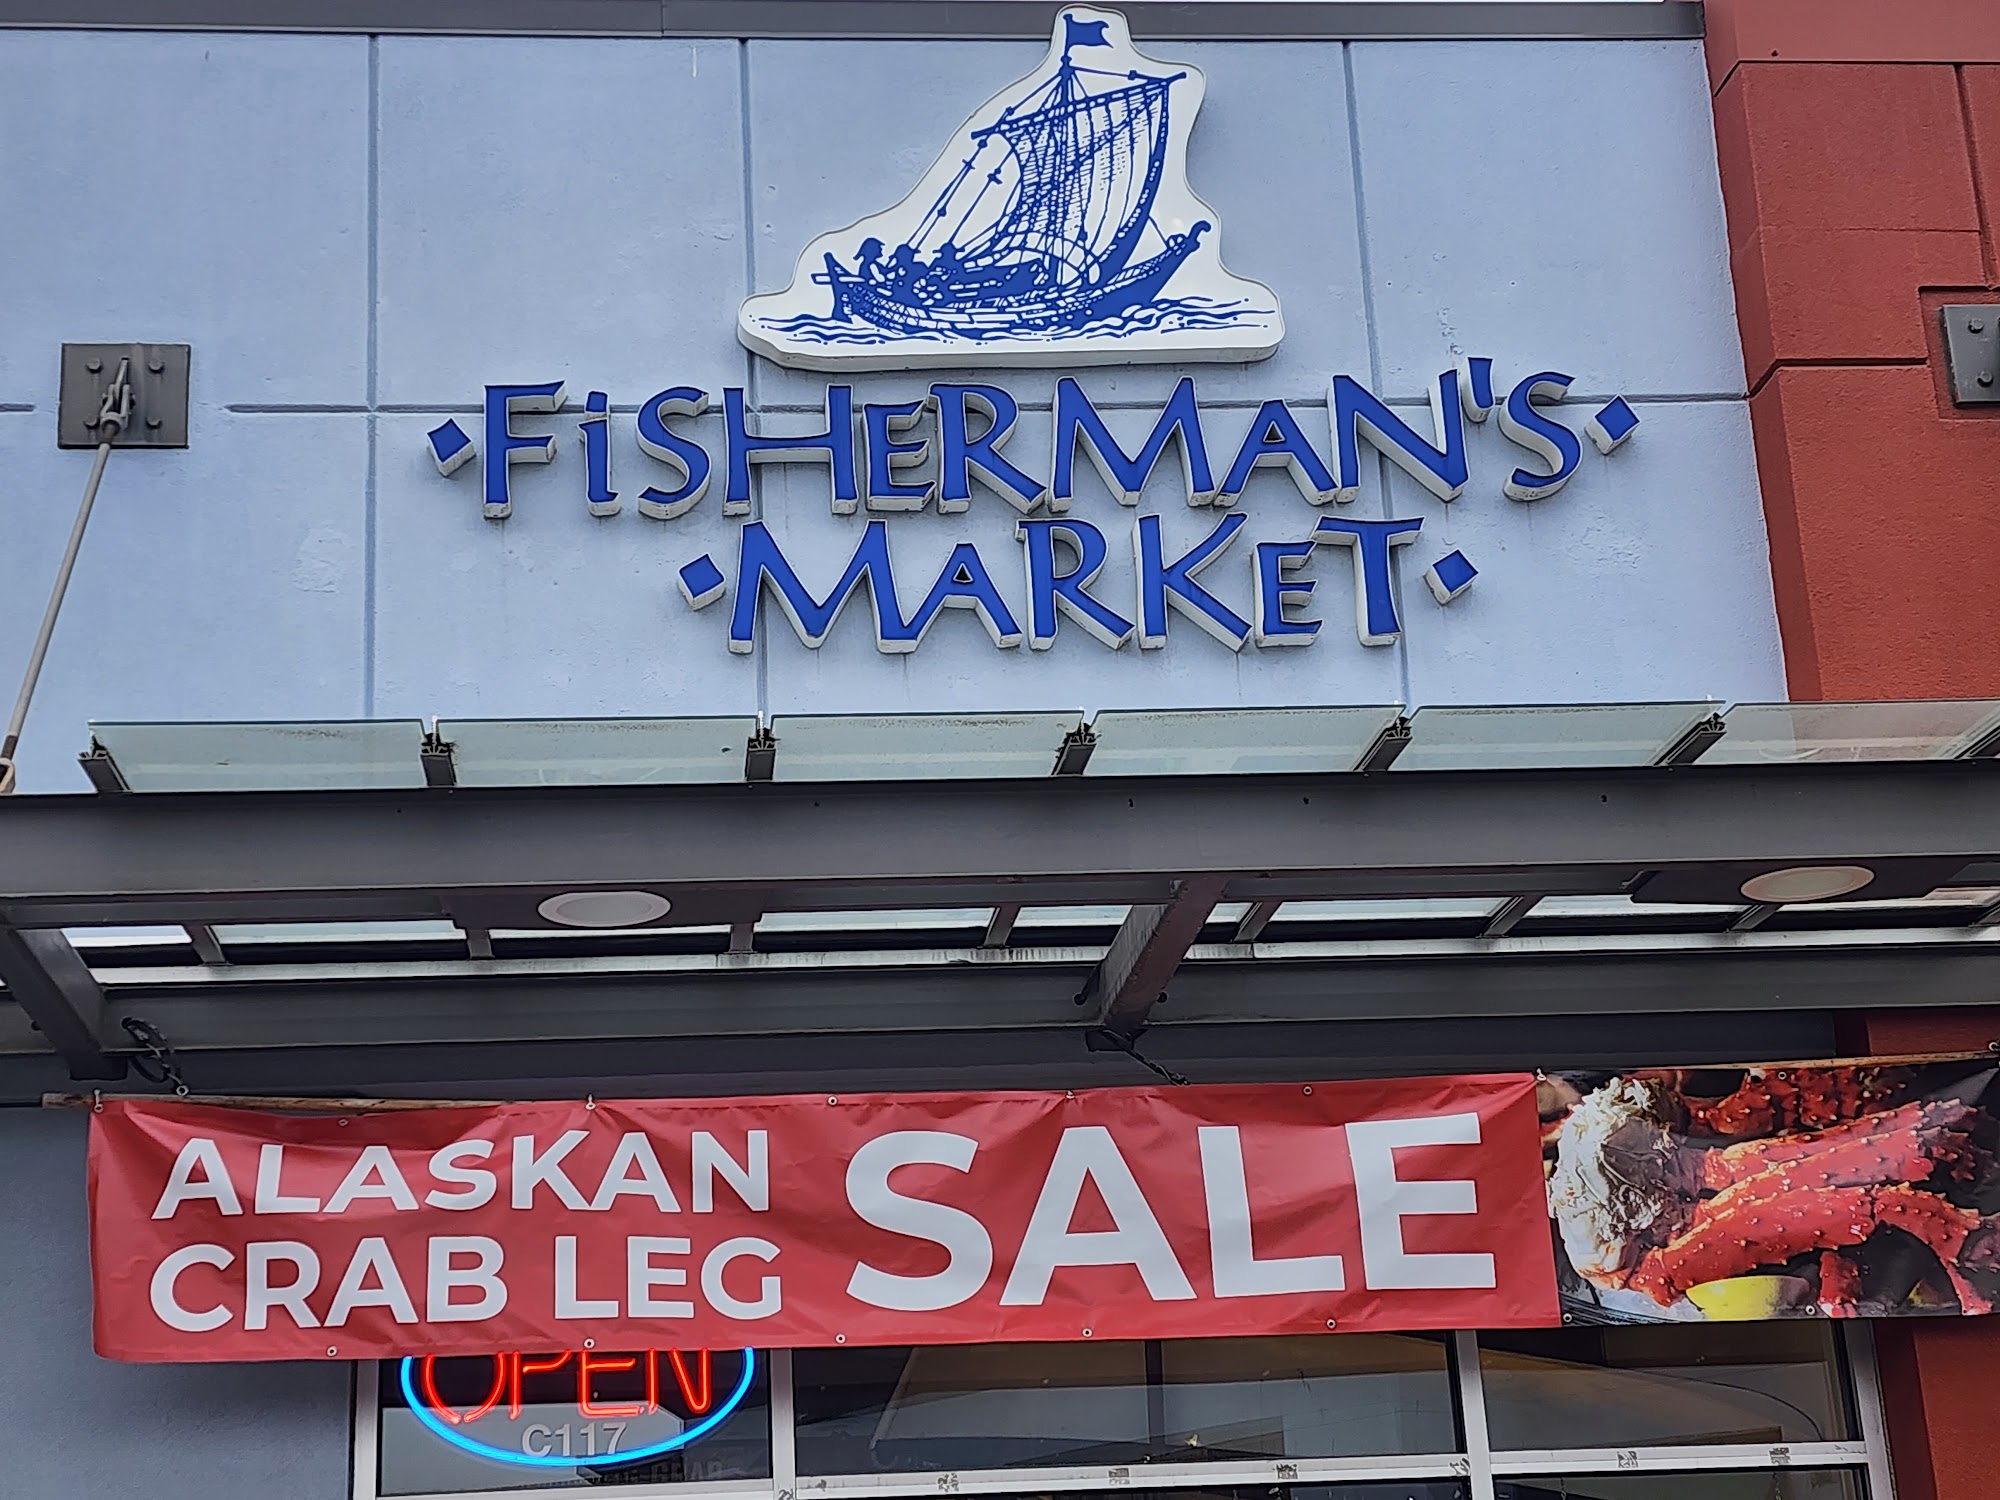 FiSHERMAN'S
MARKET
ALASKAN
CRAB LEG
SALE
OPEN
C117